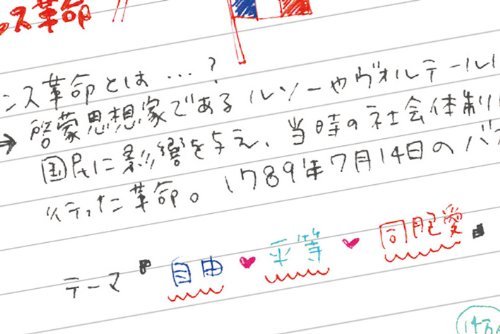 ス革命
ンス革命とは…?
→啓蒙思想家であるルソーやヴォルテール
国民に影響を与え、当時の社会体制
行った革命。1789年7月14日のバ
テーマ 自由♥平等♥同胞愛